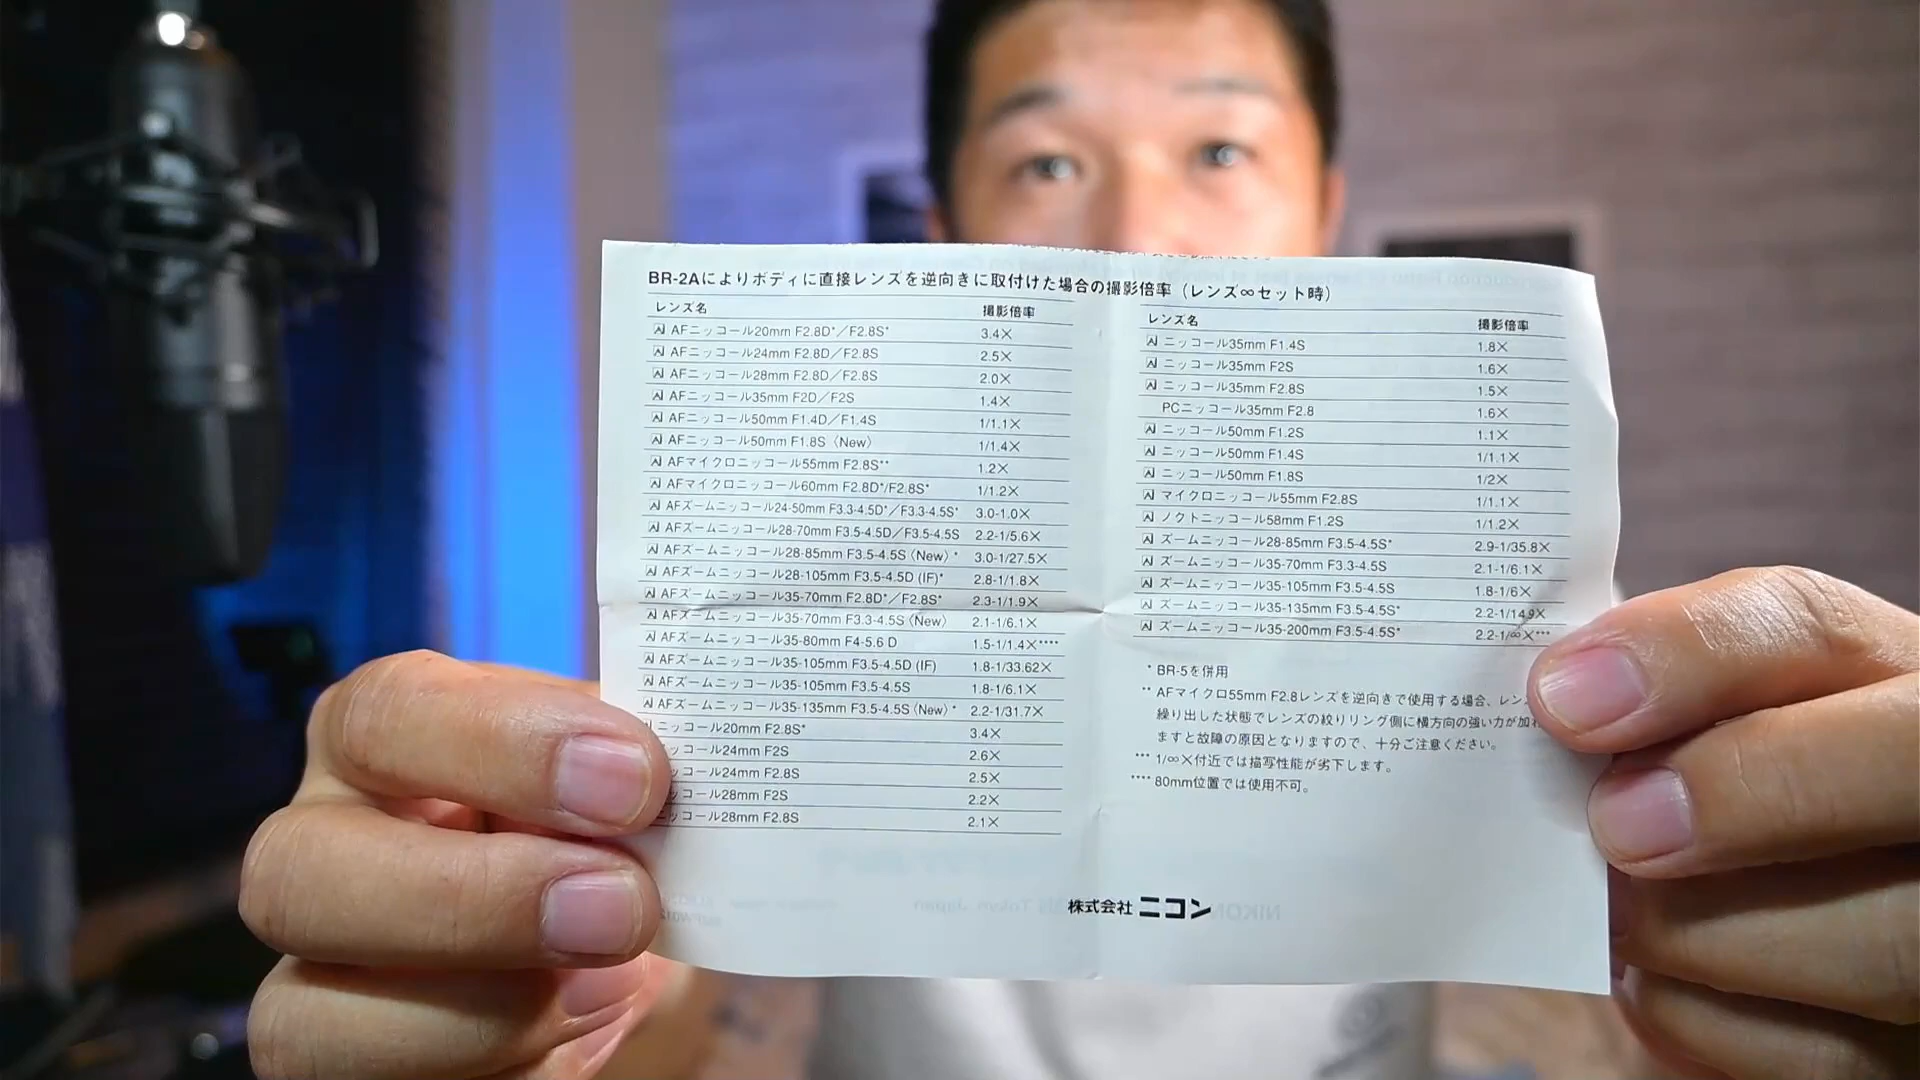 BR-2Aによりボディに直接レンズを逆向きに取付けた場合の撮影倍率（レンズ∞セット時）
レンズ名 撮影倍率
AFニッコール20mm F2.8D*／F2.8S* 3.4×
AFニッコール24mm F2.8D／F2.8S 2.5×
AFニッコール28mm F2.8D／F2.8S 2.0×
AFニッコール35mm F2D／F2S 1.4×
AFニッコール50mm F1.4D／F1.4S 1/1.1×
AFニッコール50mm F1.8S〈New〉 1/1.4×
AFマイクロニッコール55mm F2.8S** 1.2×
AFマイクロニッコール60mm F2.8D*/F2.8S* 1/1.2×
AFズームニッコール24-50mm F3.3-4.5D*／F3.3-4.5S* 3.0-1.0×
AFズームニッコール28-70mm F3.5-4.5D／F3.5-4.5S 2.2-1/5.6×
AFズームニッコール28-85mm F3.5-4.5S〈New〉* 3.0-1/27.5×
AFズームニッコール28-105mm F3.5-4.5D (IF)* 2.8-1/1.8×
AFズームニッコール35-70mm F2.8D*／F2.8S* 2.3-1/1.9×
AFズームニッコール35-70mm F3.3-4.5S〈New〉 2.1-1/6.1×
AFズームニッコール35-80mm F4-5.6 D 1.5-1/1.4×****
AFズームニッコール35-105mm F3.5-4.5D (IF) 1.8-1/33.62×
AFズームニッコール35-105mm F3.5-4.5S 1.8-1/6.1×
AFズームニッコール35-135mm F3.5-4.5S〈New〉* 2.2-1/31.7×
ニッコール20mm F2.8S* 3.4×
ニッコール24mm F2S 2.6×
ニッコール24mm F2.8S 2.5×
ニッコール28mm F2S 2.2×
ニッコール28mm F2.8S 2.1×
レンズ名 撮影倍率
ニッコール35mm F1.4S 1.8×
ニッコール35mm F2S 1.6×
ニッコール35mm F2.8S 1.5×
PCニッコール35mm F2.8 1.6×
ニッコール50mm F1.2S 1.1×
ニッコール50mm F1.4S 1/1.1×
ニッコール50mm F1.8S 1/2×
マイクロニッコール55mm F2.8S 1/1.1×
ノクトニッコール58mm F1.2S 1/1.2×
ズームニッコール28-85mm F3.5-4.5S* 2.9-1/35.8×
ズームニッコール35-70mm F3.3-4.5S 2.1-1/6.1×
ズームニッコール35-105mm F3.5-4.5S 1.8-1/6×
ズームニッコール35-135mm F3.5-4.5S* 2.2-1/14.9×
ズームニッコール35-200mm F3.5-4.5S* 2.2-1/∞×***
* BR-5を併用
** AFマイクロ55mm F2.8レンズを逆向きで使用する場合、レン
繰り出した状態でレンズの絞りリング側に横方向の強い力が加
ますと故障の原因となりますので、十分ご注意ください。
*** 1/∞×付近では描写性能が劣下します。
**** 80mm位置では使用不可。
株式会社 ニコン